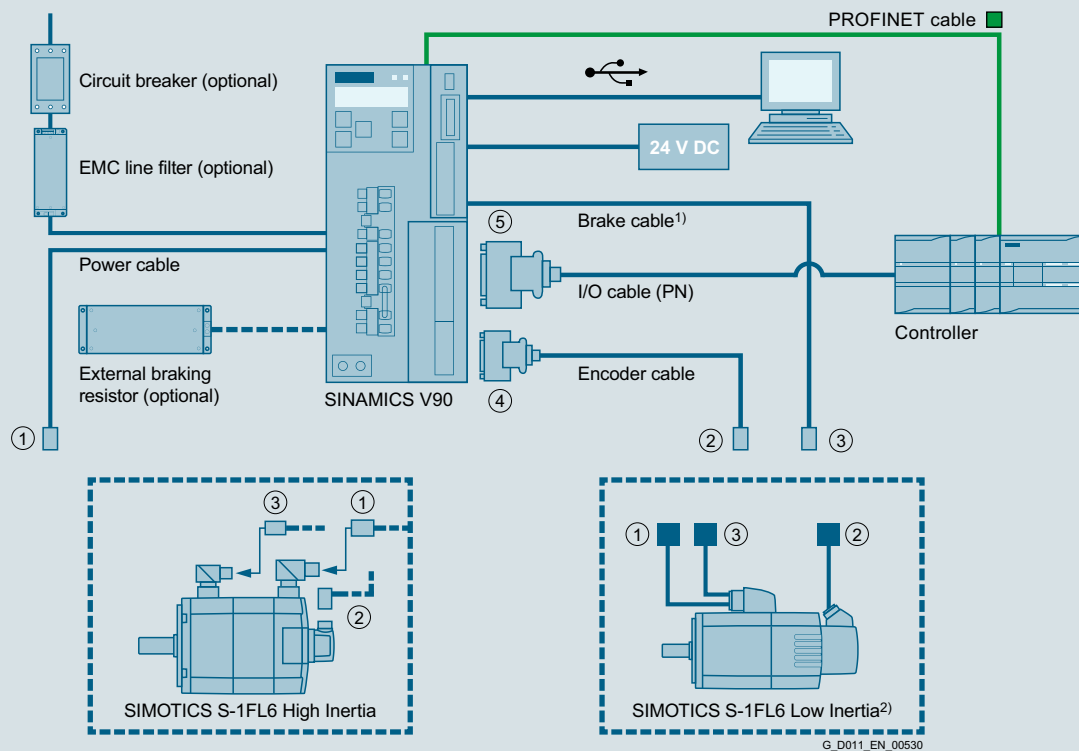 PROFINET cable
Circuit breaker (optional)
EMC line filter (optional)
24 V DC
⑤
Brake cable1)
Power cable
I/O cable (PN)
Controller
External braking
resistor (optional)
Encoder cable
SINAMICS V90
④
①
②
③
③
①
②
SIMOTICS S-1FL6 High Inertia
①
③
②
SIMOTICS S-1FL6 Low Inertia2)
G_D011_EN_00530